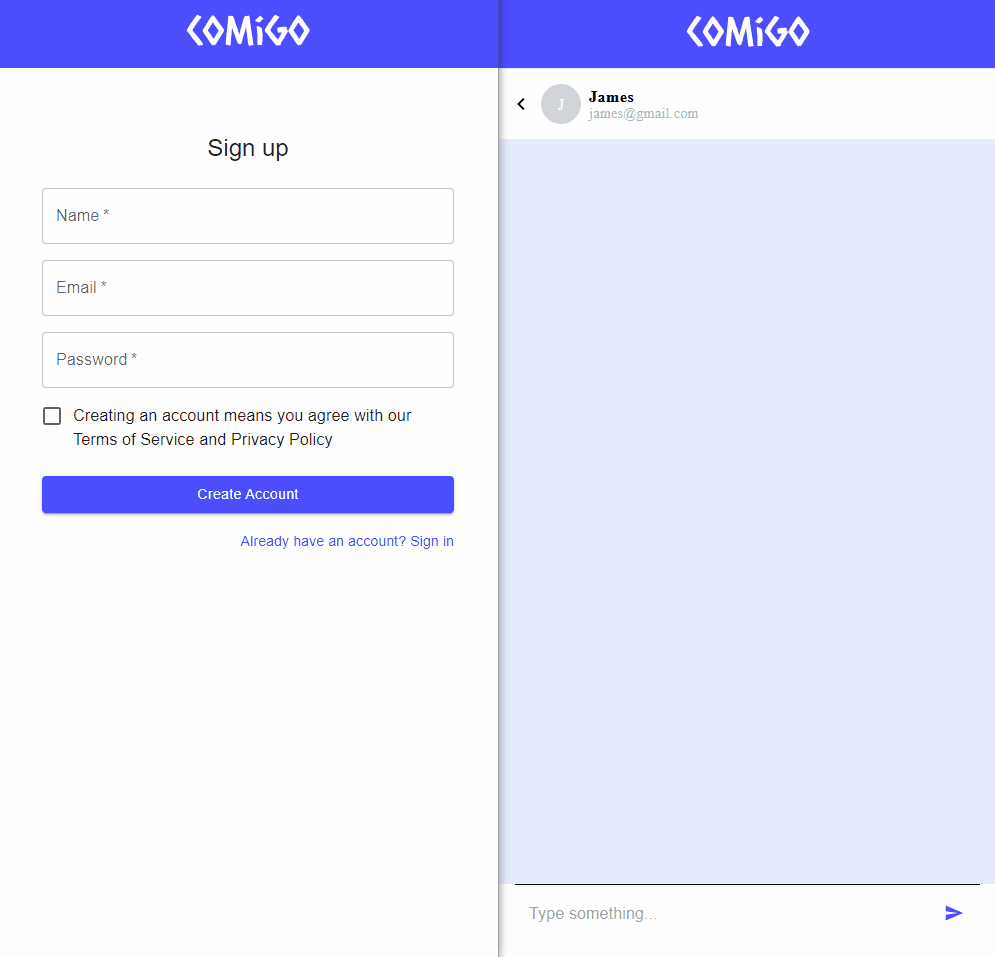 COMiGO
Sign up
Name *
Email *
Password *
Creating an account means you agree with our
Terms of Service and Privacy Policy
Create Account
Already have an account? Sign in
COMiGO
J
James
james@gmail.com
Type something...